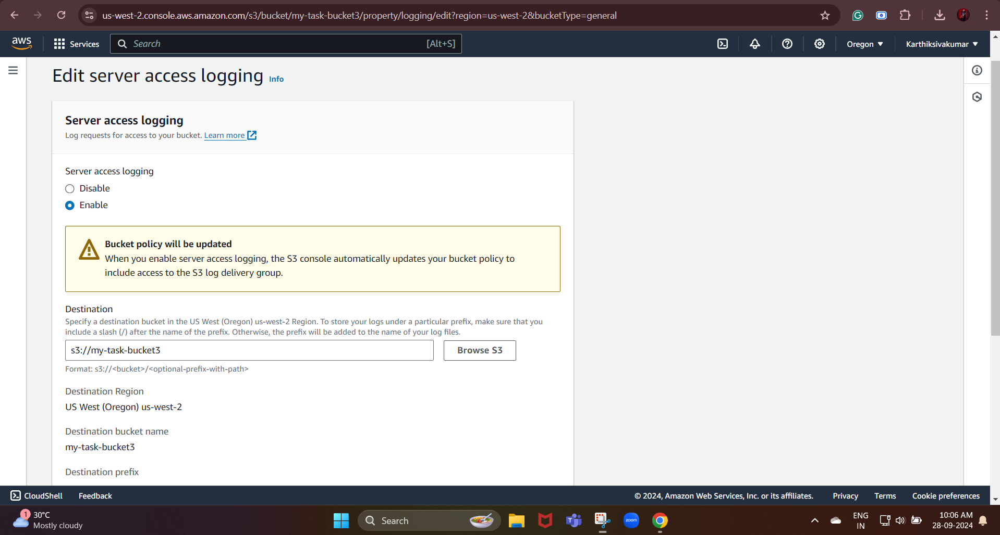 us-west-2.console.aws.amazon.com/s3/bucket/my-task-bucket3/property/logging/edit?region=us-west-2&bucketType=general
aws
Services
Search
[Alt+S]
Oregon
Karthiksivakumar
Edit server access logging Info
Server access logging
Log requests for access to your bucket. Learn more
Server access logging
Disable
Enable
Bucket policy will be updated
When you enable server access logging, the S3 console automatically updates your bucket policy to
include access to the S3 log delivery group.
Destination
Specify a destination bucket in the US West (Oregon) us-west-2 Region. To store your logs under a particular prefix, make sure that you
include a slash (/) after the name of the prefix. Otherwise, the prefix will be added to the name of your log files.
s3://my-task-bucket3
Browse S3
Format: s3://<bucket>/<optional-prefix-with-path>
Destination Region
US West (Oregon) us-west-2
Destination bucket name
my-task-bucket3
Destination prefix
CloudShell
Feedback
© 2024, Amazon Web Services, Inc. or its affiliates.
Privacy
Terms
Cookie preferences
1
30°C
Mostly cloudy
Search
zoom
ENG
IN
10:06 AM
28-09-2024